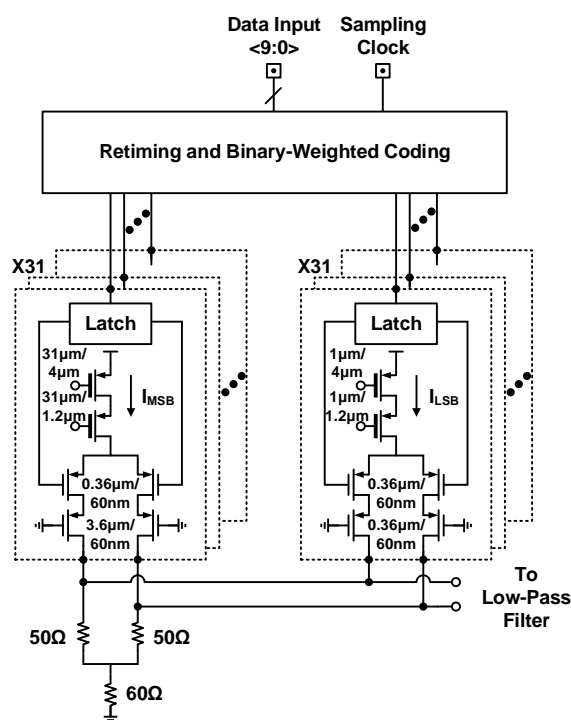 Data Input
<9:0>
Sampling
Clock
Retiming and Binary-Weighted Coding
X31
X31
Latch
31μm/
4μm
31μm/
1.2μm
IMSB
0.36μm/
60nm
3.6μm/
60nm
Latch
1μm/
4μm
1μm/
1.2μm
ILSB
0.36μm/
60nm
0.36μm/
60nm
To
Low-Pass
Filter
50Ω
50Ω
60Ω